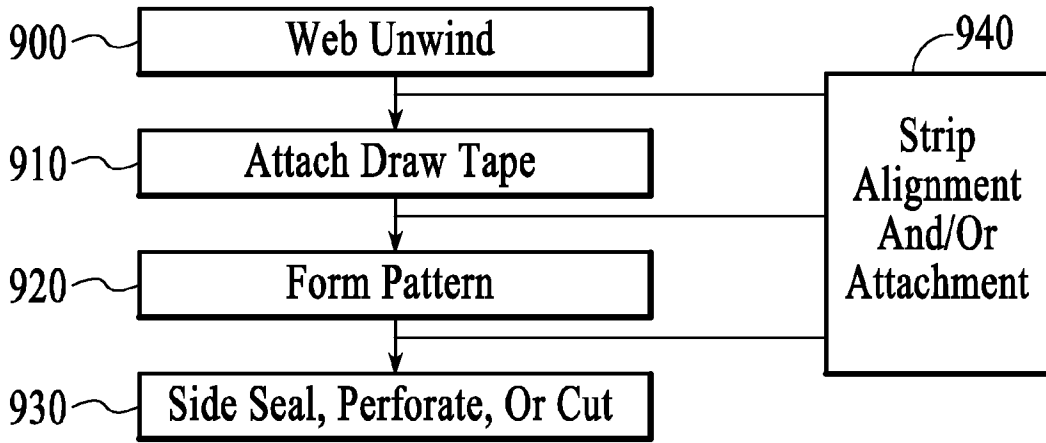 900 Web Unwind
940
910 Attach Draw Tape
Strip
Alignment
And/Or
Attachment
920 Form Pattern
930 Side Seal, Perforate, Or Cut